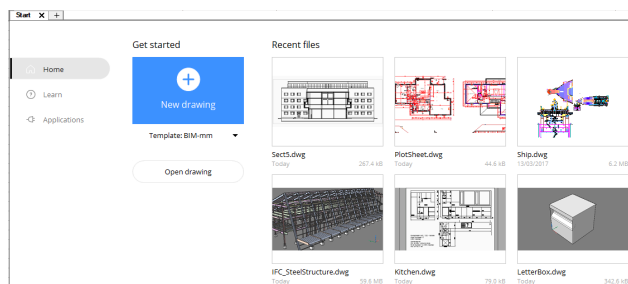 Start X +
Get started
Recent files
Home
Learn
Applications
New drawing
Template: BIM-mm
Open drawing
Sect5.dwg
Today 267.4 kB
PlotSheet.dwg
Today 44.6 kB
Ship.dwg
15/03/2017 6.2 MB
IFC_SteelStructure.dwg
Today 59.6 MB
Kitchen.dwg
Today 79.0 kB
LetterBox.dwg
Today 342.6 kB